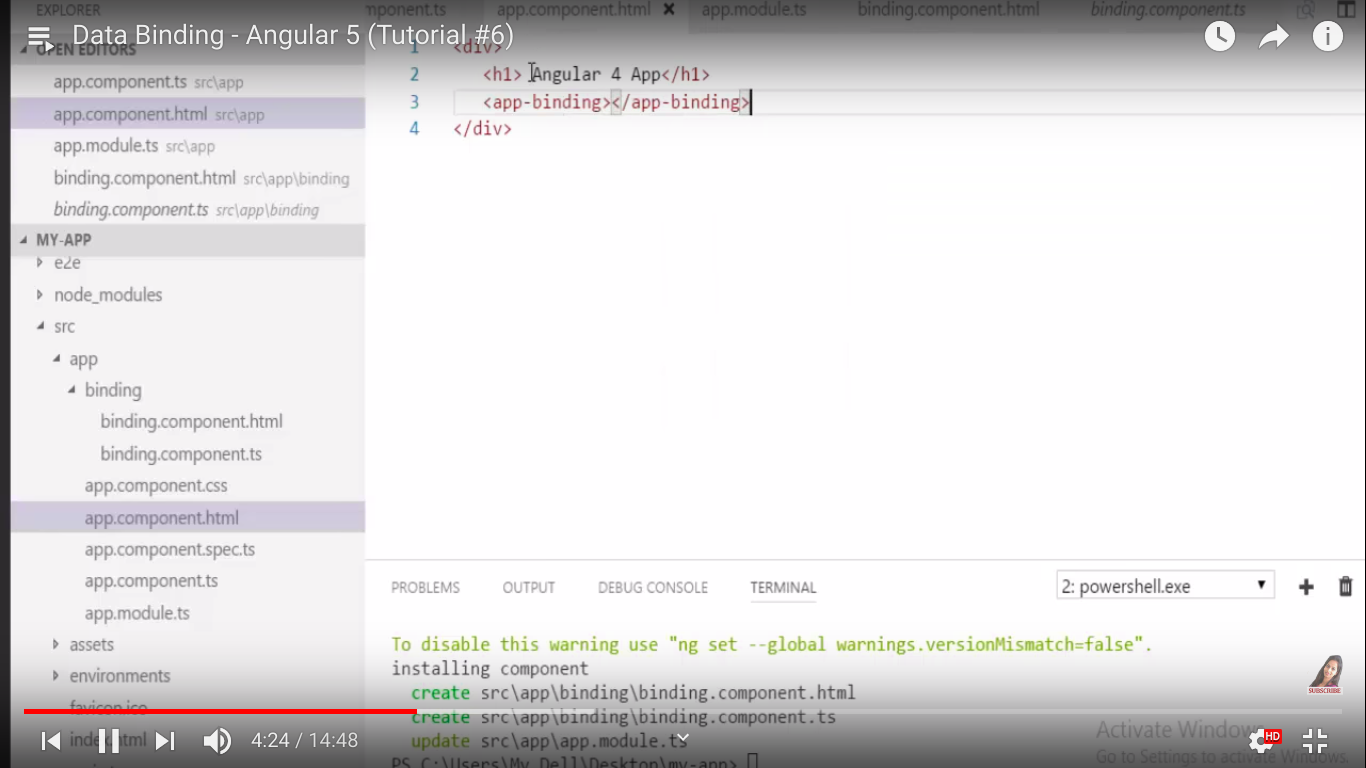 EXPLORER
mponent.ts app.component.html × app.module.ts binding.component.html binding.component.ts
Data Binding - Angular 5 (Tutorial #6)
OPEN EDITORS
app.component.ts src\app
app.component.html src\app
app.module.ts src\app
binding.component.html src\app\binding
binding.component.ts src\app\binding
MY-APP
e2e
node_modules
src
app
binding
binding.component.html
binding.component.ts
app.component.css
app.component.html
app.component.spec.ts
app.component.ts
app.module.ts
assets
environments
favicon.ico
index.html
1 <div>
2 <h1> Angular 4 App</h1>
3 <app-binding></app-binding>
4 </div>
PROBLEMS OUTPUT DEBUG CONSOLE TERMINAL 2: powershell.exe
To disable this warning use "ng set --global warnings.versionMismatch=false".
installing component
create src\app\binding\binding.component.html
create src\app\binding\binding.component.ts
update src\app\app.module.ts
PS C:\Users\My Dell\Desktop\my-app>
SUBSCRIBE
Activate Windows
Go to Settings to activate Windows.
4:24 / 14:48
HD